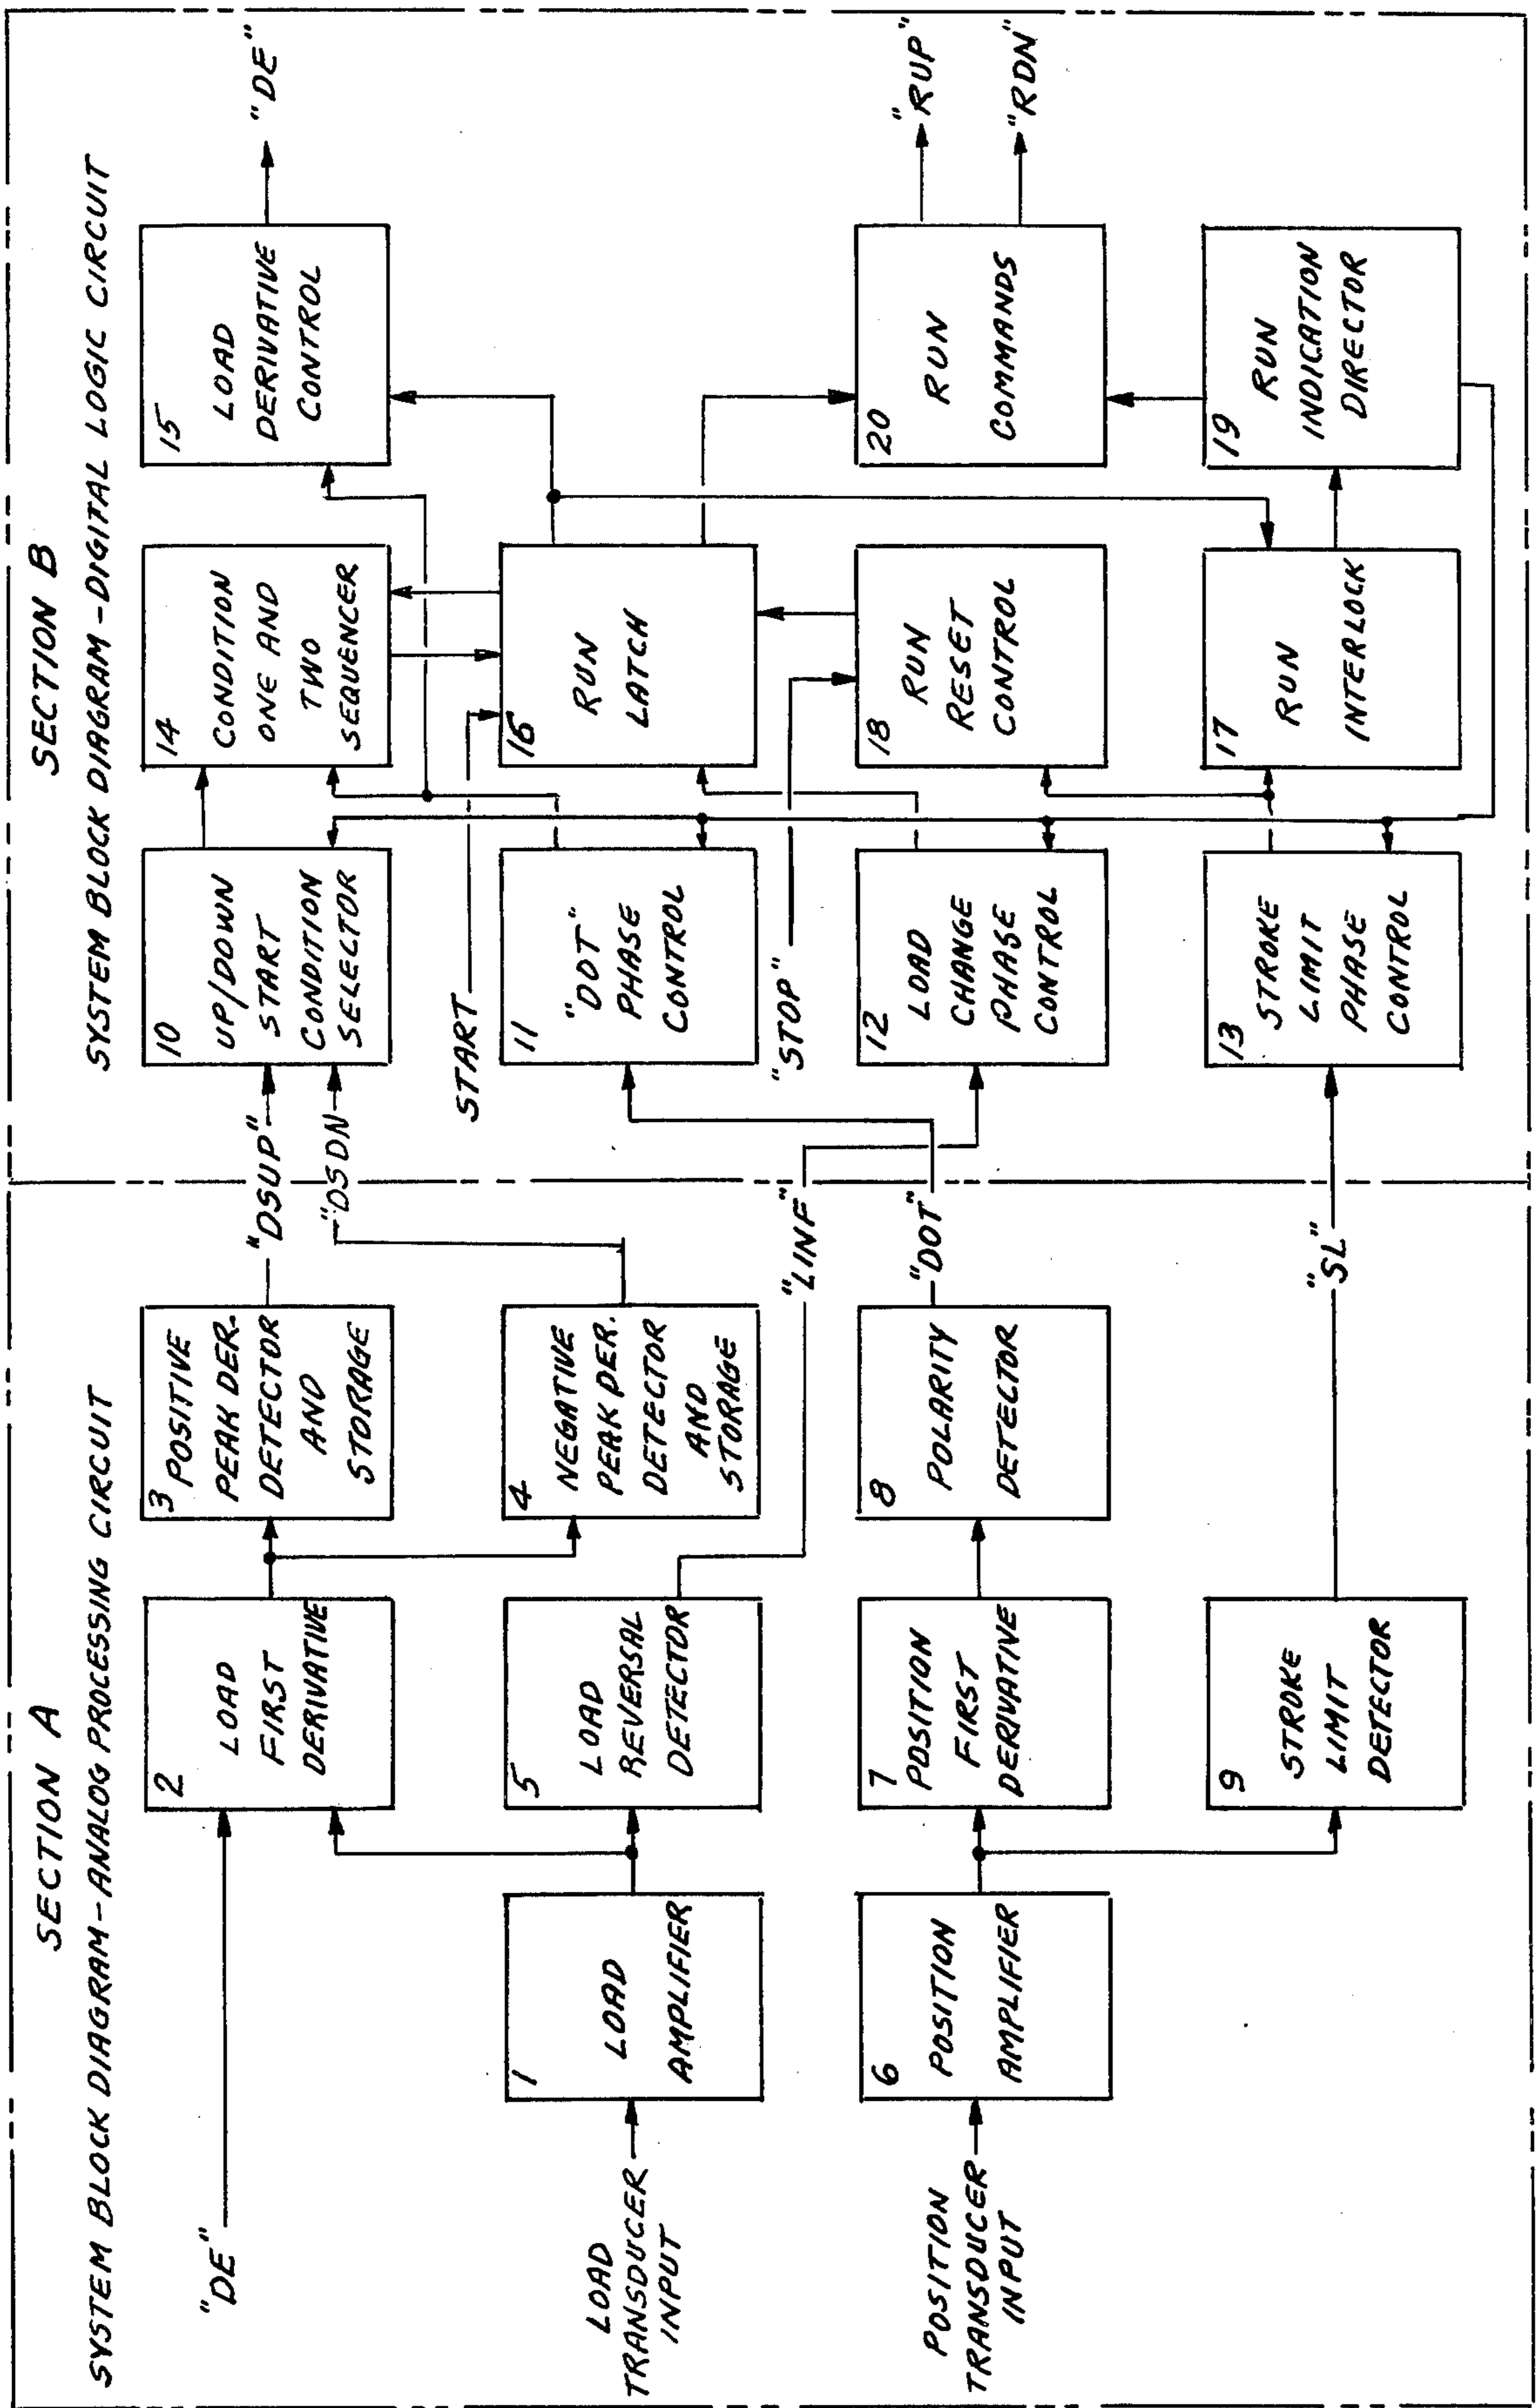 SECTION A
SYSTEM BLOCK DIAGRAM-ANALOG PROCESSING CIRCUIT
"DE"
2
LOAD
FIRST
DERIVATIVE
3
POSITIVE
PEAK DER.
DETECTOR
AND
STORAGE
"DSUP"
"DSDN"
LOAD
TRANSDUCER
INPUT
1
LOAD
AMPLIFIER
5
LOAD
REVERSAL
DETECTOR
4
NEGATIVE
PEAK DER.
DETECTOR
AND
STORAGE
"LINF"
POSITION
TRANSDUCER
INPUT
6
POSITION
AMPLIFIER
7
POSITION
FIRST
DERIVATIVE
8
POLARITY
DETECTOR
"DOT"
9
STROKE
LIMIT
DETECTOR
"SL"
SECTION B
SYSTEM BLOCK DIAGRAM-DIGITAL LOGIC CIRCUIT
10
UP/DOWN
START
CONDITION
SELECTOR
14
CONDITION
ONE AND
TWO
SEQUENCER
15
LOAD
DERIVATIVE
CONTROL
"DE"
START
11
"DOT"
PHASE
CONTROL
16
RUN
LATCH
"STOP"
12
LOAD
CHANGE
PHASE
CONTROL
18
RUN
RESET
CONTROL
20
RUN
COMMANDS
"RUP"
"RDN"
13
STROKE
LIMIT
PHASE
CONTROL
17
RUN
INTERLOCK
19
RUN
INDICATION
DIRECTOR